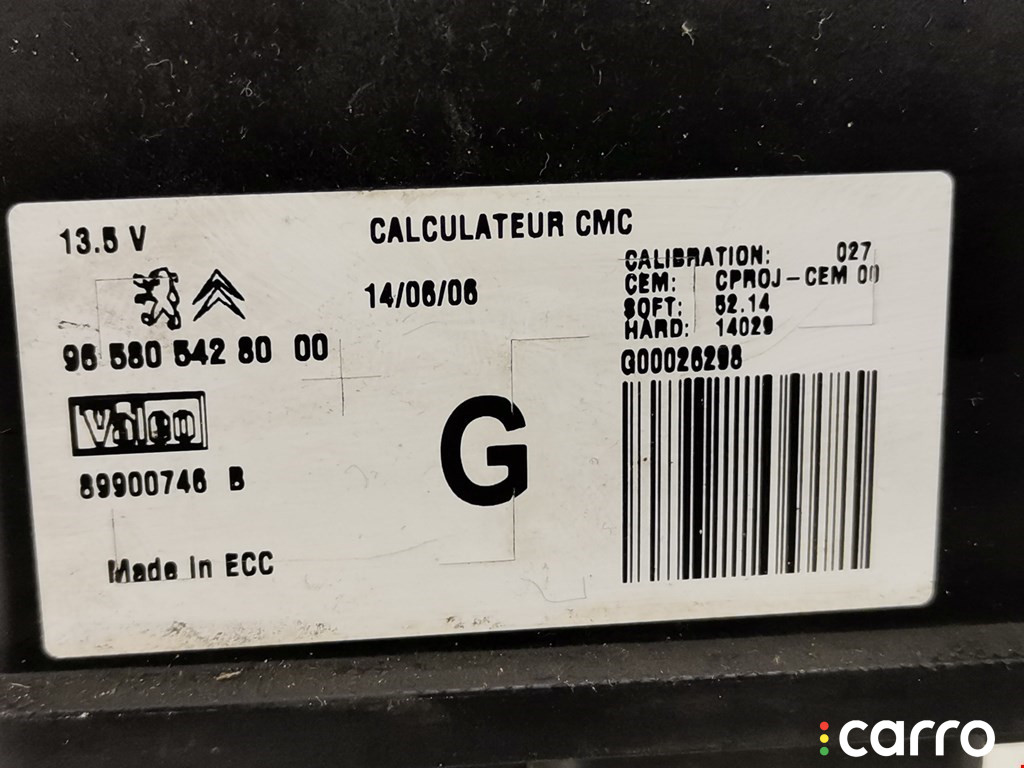 13.5 V
CALCULATEUR CMC
14/06/06
CALIBRATION: 027
CEM: CPROJ-CEM 00
SOFT: 52.14
HARD: 14029
96 580 542 80 00
G00026298
Valeo
G
89900746 B
Made In ECC
carro